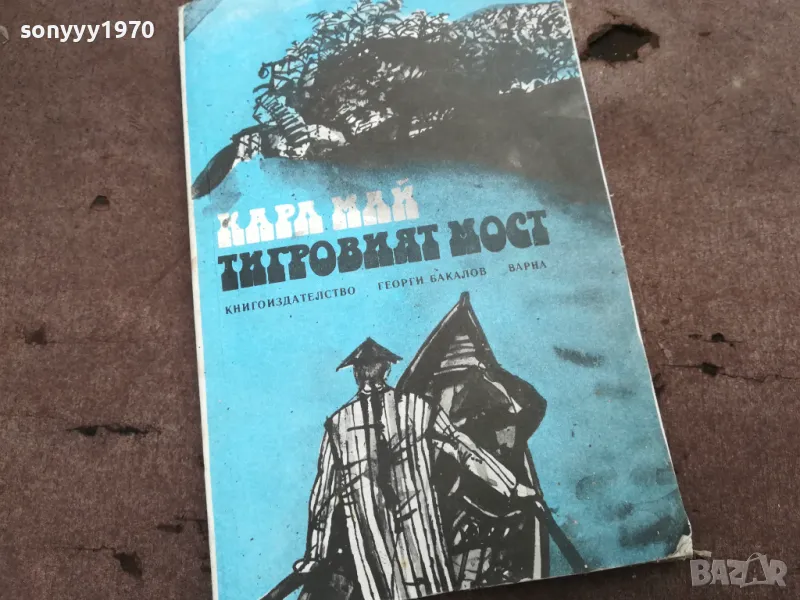 sonyyy1970
КАРЛ МАЙ
ТИГРОВИЯТ МОСТ
КНИГОИЗДАТЕЛСТВО ГЕОРГИ БАКАЛОВ ВАРНА
BAZAR